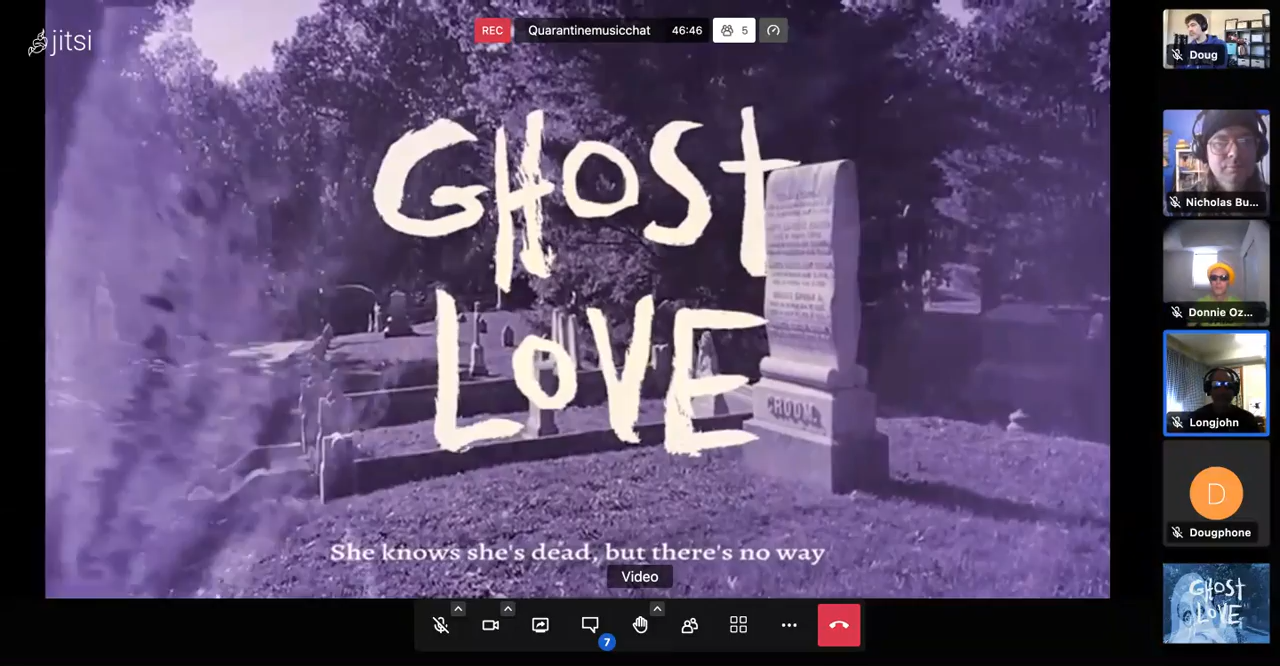 jitsi
REC Quarantinemusicchat 46:46 5
GHOST
LOVE
CROOM.
She knows she's dead, but there's no way
Video
7
Doug
Nicholas Bu...
Donnie Oz...
Longjohn
D
Dougphone
GHOST
LOVE